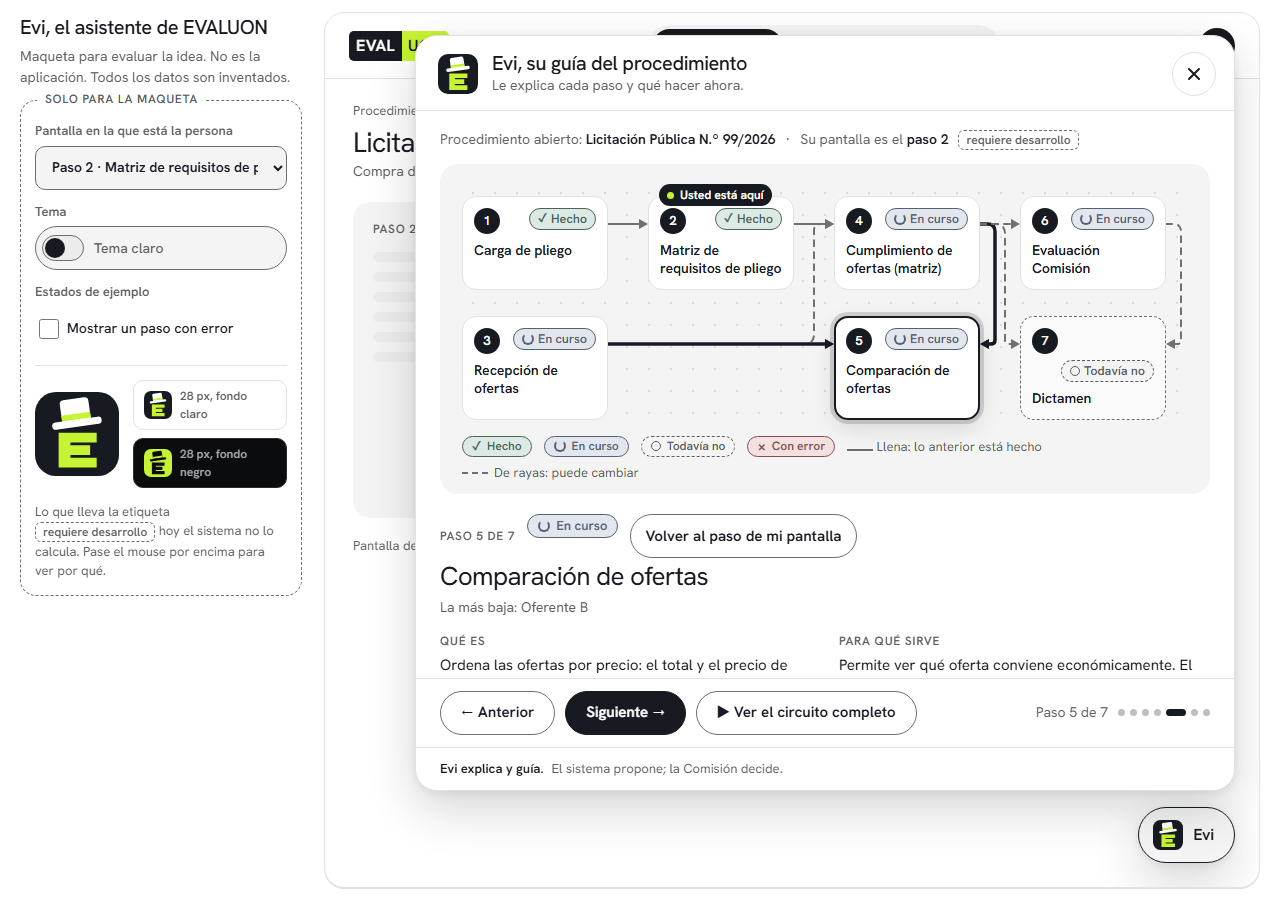 Evi, el asistente de EVALUON
Maqueta para evaluar la idea. No es la
aplicación. Todos los datos son inventados.
SOLO PARA LA MAQUETA
Pantalla en la que está la persona
Paso 2 · Matriz de requisitos de p
Tema
Tema claro
Estados de ejemplo
Mostrar un paso con error
28 px, fondo
claro
28 px, fondo
negro
Lo que lleva la etiqueta
requiere desarrollo hoy el sistema no lo
calcula. Pase el mouse por encima para
ver por qué.
EVAL U
Procedimie
Licita
Compra d
PASO 2
Pantalla de
Evi, su guía del procedimiento
Le explica cada paso y qué hacer ahora.
Procedimiento abierto: Licitación Pública N.° 99/2026 · Su pantalla es el paso 2 requiere desarrollo
Usted está aquí
1 ✓ Hecho
Carga de pliego
2 ✓ Hecho
Matriz de
requisitos de pliego
4 En curso
Cumplimiento de
ofertas (matriz)
6 En curso
Evaluación
Comisión
3 En curso
Recepción de
ofertas
5 En curso
Comparación de
ofertas
7
Todavía no
Dictamen
✓ Hecho En curso Todavía no × Con error Llena: lo anterior está hecho
De rayas: puede cambiar
PASO 5 DE 7 En curso Volver al paso de mi pantalla
Comparación de ofertas
La más baja: Oferente B
QUÉ ES
Ordena las ofertas por precio: el total y el precio de
PARA QUÉ SIRVE
Permite ver qué oferta conviene económicamente. El
← Anterior Siguiente → ▶ Ver el circuito completo Paso 5 de 7
Evi explica y guía. El sistema propone; la Comisión decide.
Evi